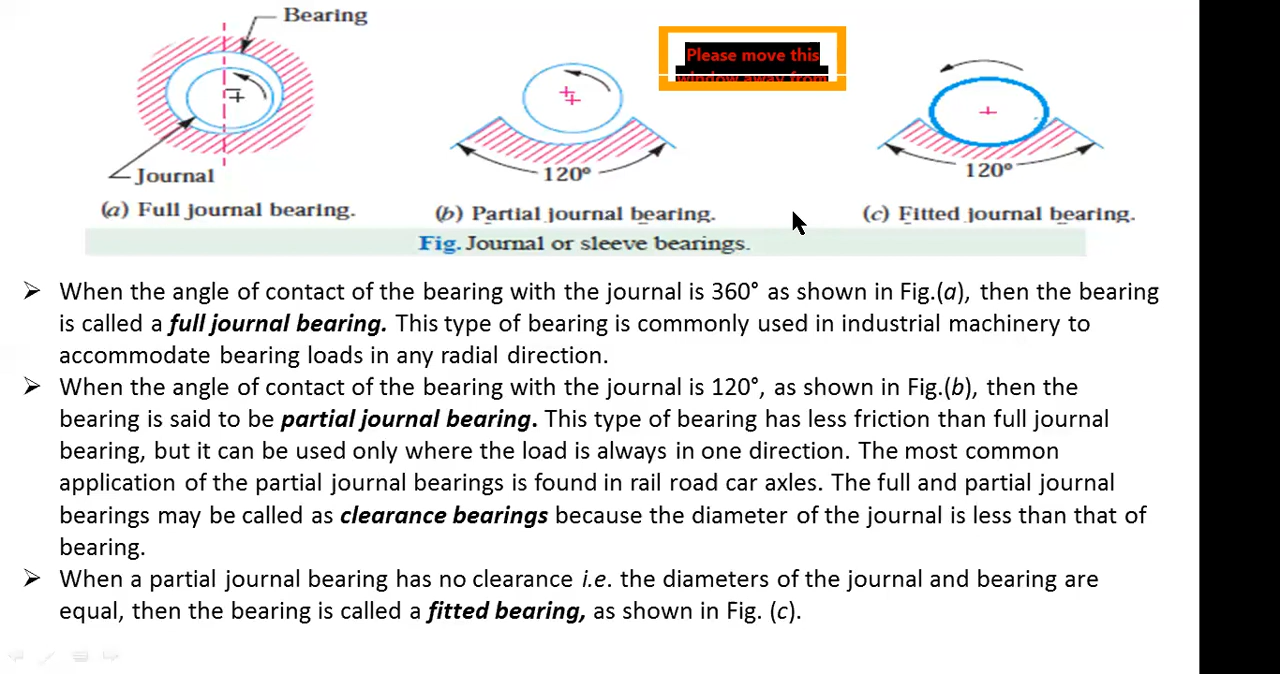 Bearing
Please move this
window away from
Journal
120º
120º
(a) Full journal bearing.
(b) Partial journal bearing.
(c) Fitted journal bearing.
Fig. Journal or sleeve bearings.
➢ When the angle of contact of the bearing with the journal is 360° as shown in Fig.(a), then the bearing
is called a full journal bearing. This type of bearing is commonly used in industrial machinery to
accommodate bearing loads in any radial direction.
➢ When the angle of contact of the bearing with the journal is 120°, as shown in Fig.(b), then the
bearing is said to be partial journal bearing. This type of bearing has less friction than full journal
bearing, but it can be used only where the load is always in one direction. The most common
application of the partial journal bearings is found in rail road car axles. The full and partial journal
bearings may be called as clearance bearings because the diameter of the journal is less than that of
bearing.
➢ When a partial journal bearing has no clearance i.e. the diameters of the journal and bearing are
equal, then the bearing is called a fitted bearing, as shown in Fig. (c).